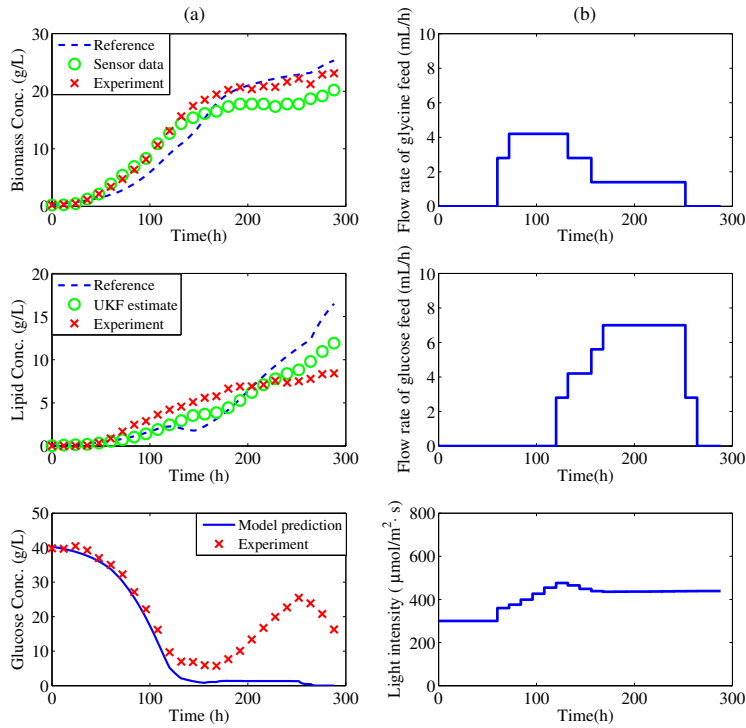 (a)
(b)
Biomass Conc. (g/L)
30
20
10
0
Reference
Sensor data
Experiment
0
100
200
300
Time(h)
Flow rate of glycine feed (mL/h)
10
8
6
4
2
0
0
100
200
300
Time(h)
Lipid Conc. (g/L)
20
15
10
5
0
Reference
UKF estimate
Experiment
0
100
200
300
Time (h)
Flow rate of glucose feed (mL/h)
10
8
6
4
2
0
0
100
200
300
Time(h)
Glucose Conc. (g/L)
50
40
30
20
10
0
Model prediction
Experiment
0
100
200
300
Time (h)
Light intensity ( μmol/m²· s)
800
600
400
200
0
0
100
200
300
Time (h)